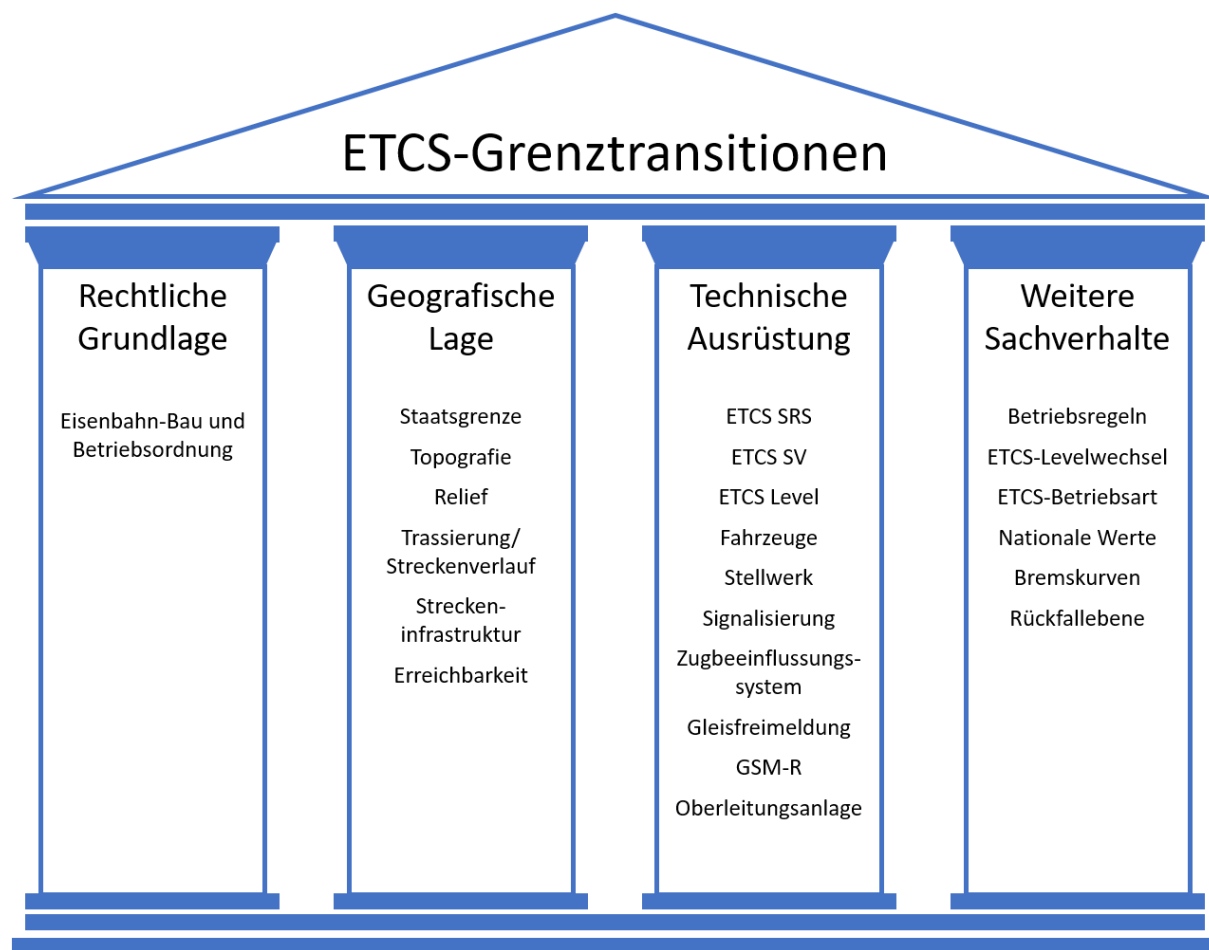 ETCS-Grenztransitionen
Rechtliche
Grundlage
Eisenbahn-Bau und
Betriebsordnung
Geografische
Lage
Staatsgrenze
Topografie
Relief
Trassierung/
Streckenverlauf
Strecken-
infrastruktur
Erreichbarkeit
Technische
Ausrüstung
ETCS SRS
ETCS SV
ETCS Level
Fahrzeuge
Stellwerk
Signalisierung
Zugbeeinflussungs-
system
Gleisfreimeldung
GSM-R
Oberleitungsanlage
Weitere
Sachverhalte
Betriebsregeln
ETCS-Levelwechsel
ETCS-Betriebsart
Nationale Werte
Bremskurven
Rückfallebene